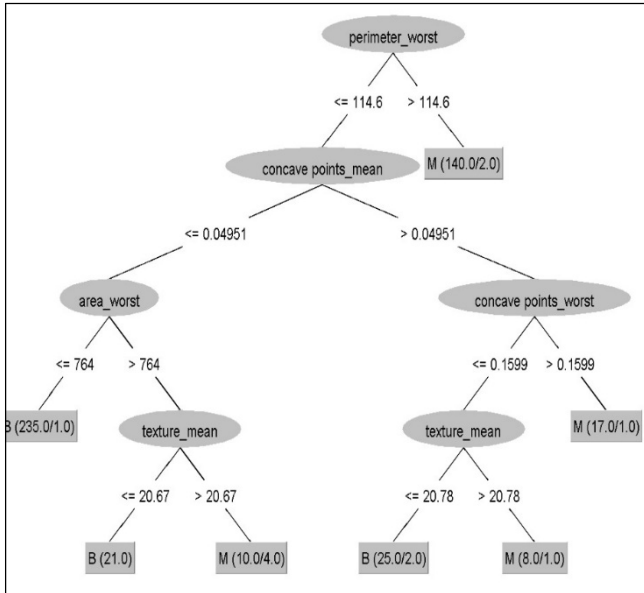 perimeter_worst
<= 114.6 > 114.6
concave points_mean M (140.0/2.0)
<= 0.04951 > 0.04951
area_worst concave points_worst
<= 764 > 764 <= 0.1599 > 0.1599
B (235.0/1.0) texture_mean texture_mean M (17.0/1.0)
<= 20.67 > 20.67 <= 20.78 > 20.78
B (21.0) M (10.0/4.0) B (25.0/2.0) M (8.0/1.0)